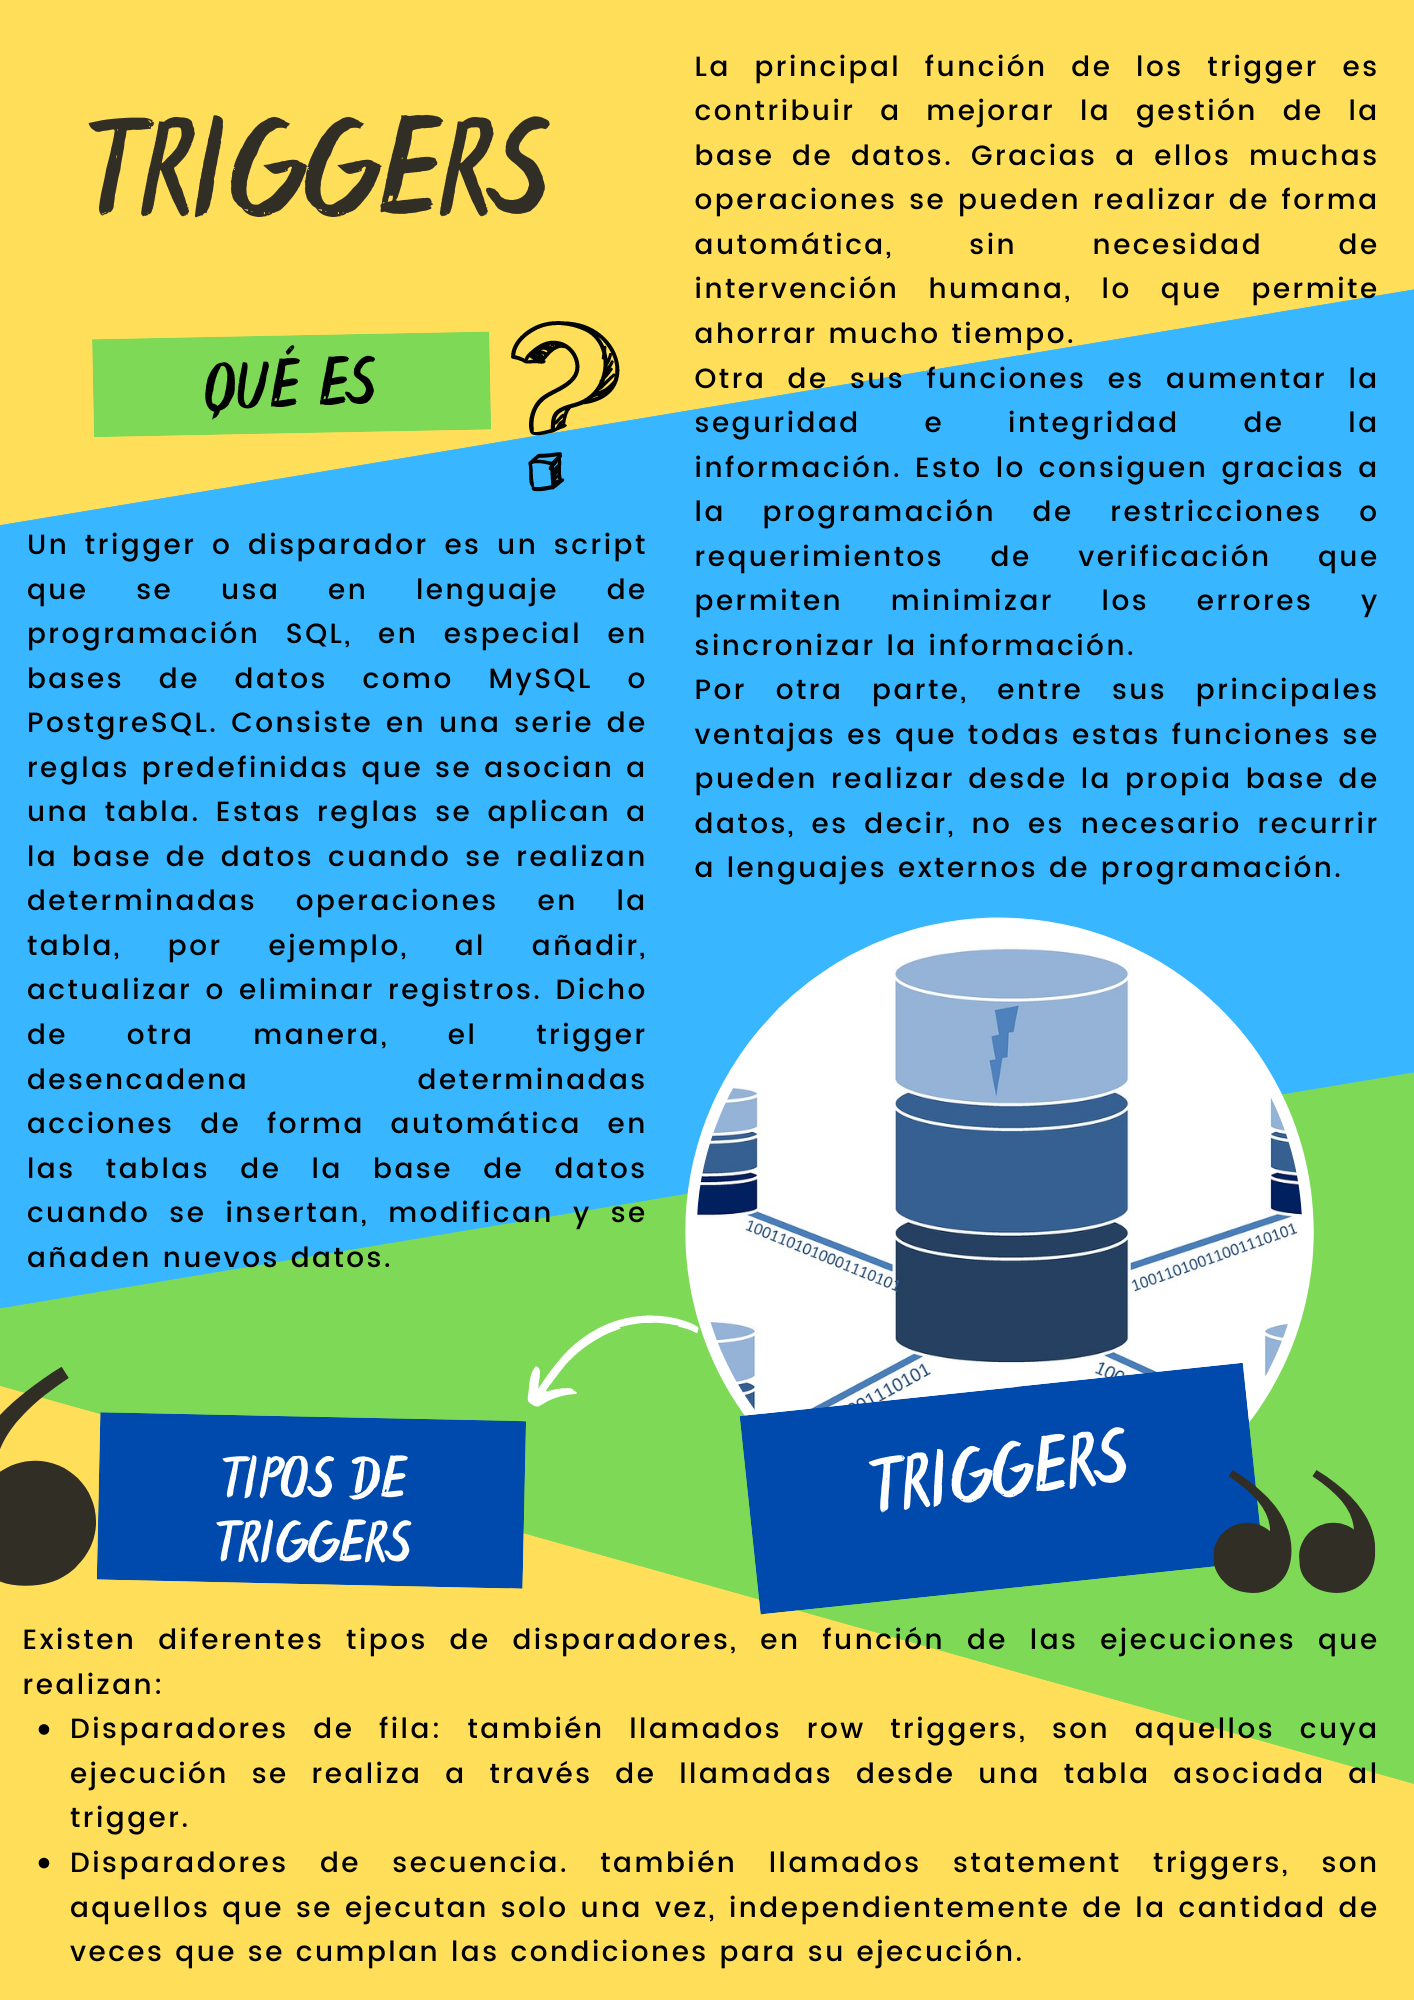 TRIGGERS
QUÉ ES
?
Un trigger o disparador es un script
que se usa en lenguaje de
programación SQL, en especial en
bases de datos como MySQL o
PostgreSQL. Consiste en una serie de
reglas predefinidas que se asocian a
una tabla. Estas reglas se aplican a
la base de datos cuando se realizan
determinadas operaciones en la
tabla, por ejemplo, al añadir,
actualizar o eliminar registros. Dicho
de otra manera, el trigger
desencadena determinadas
acciones de forma automática en
las tablas de la base de datos
cuando se insertan, modifican y se
añaden nuevos datos.
La principal función de los trigger es
contribuir a mejorar la gestión de la
base de datos. Gracias a ellos muchas
operaciones se pueden realizar de forma
automática, sin necesidad de
intervención humana, lo que permite
ahorrar mucho tiempo.
Otra de sus funciones es aumentar la
seguridad e integridad de la
información. Esto lo consiguen gracias a
la programación de restricciones o
requerimientos de verificación que
permiten minimizar los errores y
sincronizar la información.
Por otra parte, entre sus principales
ventajas es que todas estas funciones se
pueden realizar desde la propia base de
datos, es decir, no es necesario recurrir
a lenguajes externos de programación.
1001101010001110101
10011010011001110101
TRIGGERS
TIPOS DE
TRIGGERS
Existen diferentes tipos de disparadores, en función de las ejecuciones que
realizan:
• Disparadores de fila: también llamados row triggers, son aquellos cuya
ejecución se realiza a través de llamadas desde una tabla asociada al
trigger.
• Disparadores de secuencia. también llamados statement triggers, son
aquellos que se ejecutan solo una vez, independientemente de la cantidad de
veces que se cumplan las condiciones para su ejecución.